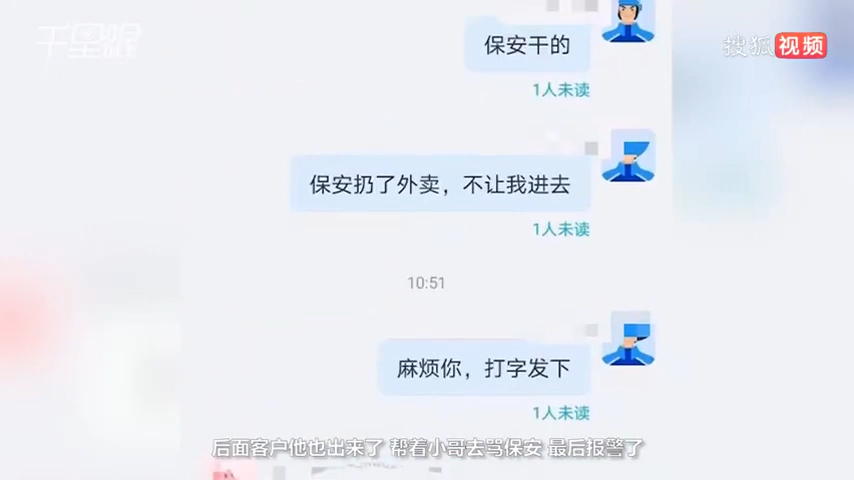 千里眼
搜狐视频
保安干的
1人未读
保安扔了外卖，不让我进去
1人未读
10:51
麻烦你，打字发下
1人未读
后面客户他也出来了 帮着小哥去骂保安 最后报警了